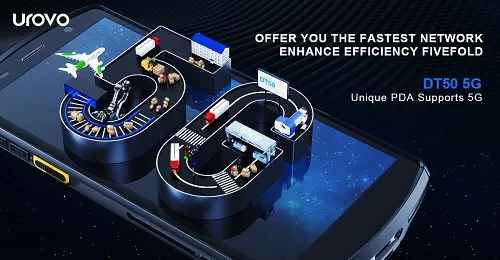 UROVO
OFFER YOU THE FASTEST NETWORK
ENHANCE EFFICIENCY FIVEFOLD
DT50 5G
Unique PDA Supports 5G
DT50